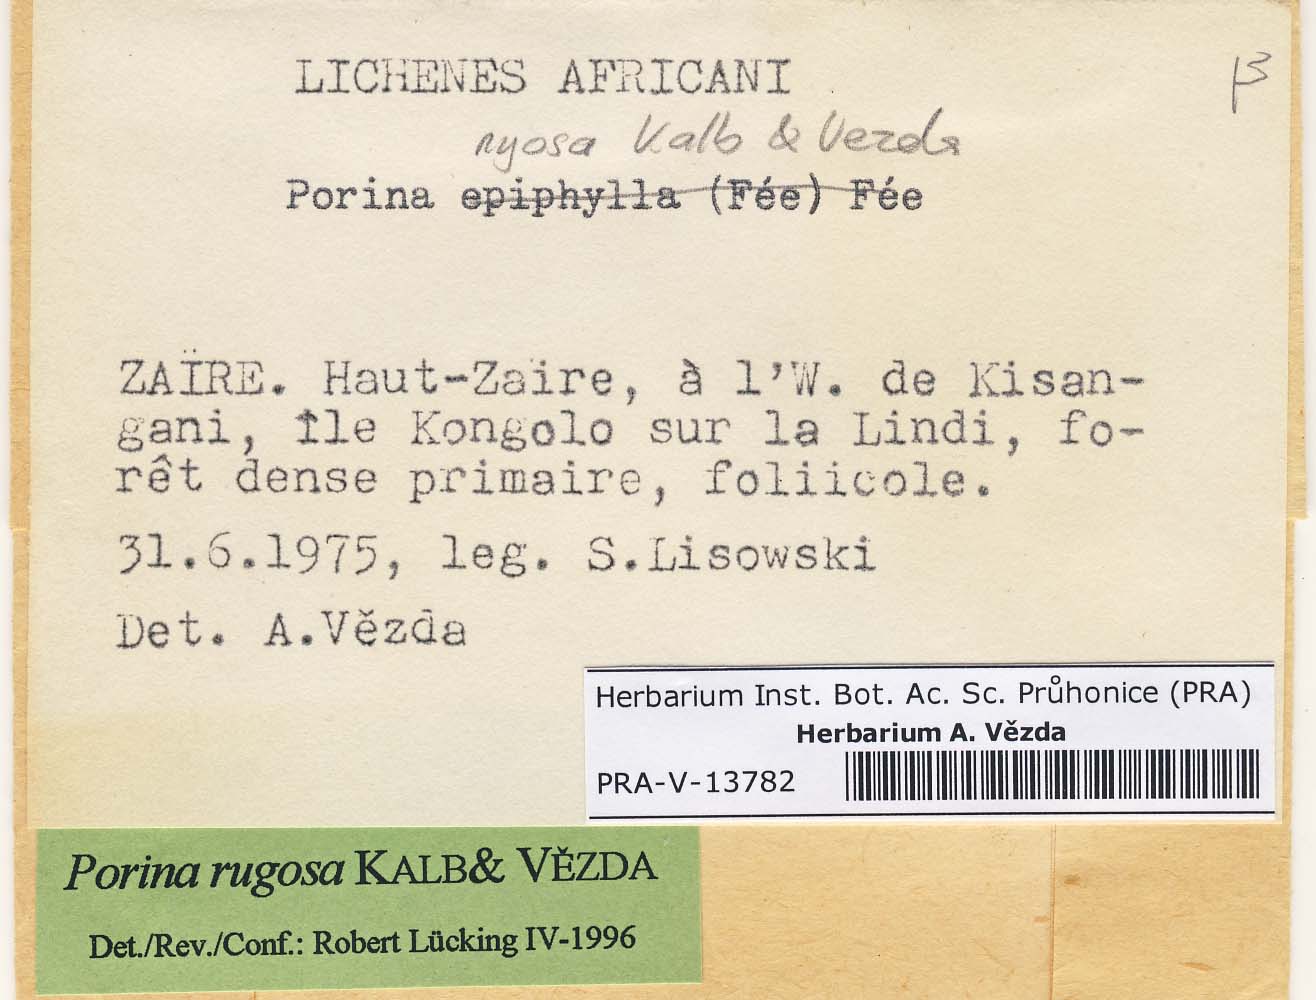 LICHENES AFRICANI
β
rugosa Kalb & Vezda
Porina epiphylla (Fée) Fée
ZAÏRE. Haut-Zaïre, à l'W. de Kisan-
gani, Île Kongolo sur la Lindi, fo-
rêt dense primaire, foliicole.
31.6.1975, leg. S.Lisowski
Det. A.Vězda
Herbarium Inst. Bot. Ac. Sc. Průhonice (PRA)
Herbarium A. Vězda
PRA-V-13782
Porina rugosa KALB& VĚZDA
Det./Rev./Conf.: Robert Lücking IV-1996